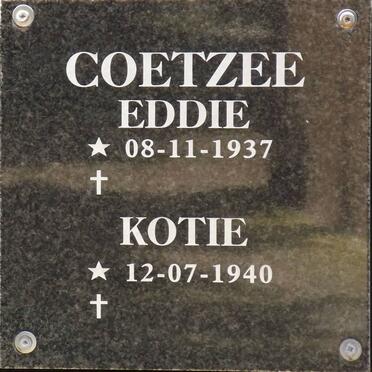 COETZEE
EDDIE
★ 08-11-1937
✝
KOTIE
★ 12-07-1940
✝